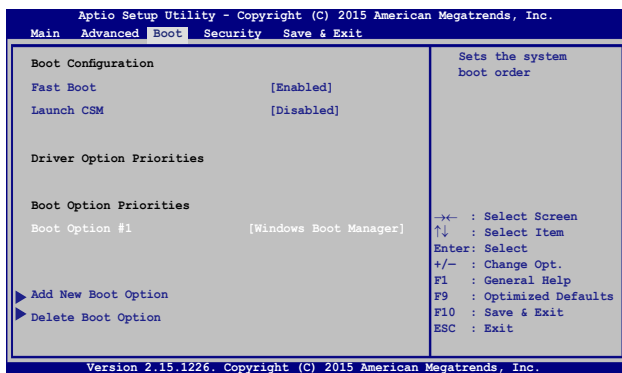 Aptio Setup Utility - Copyright (C) 2015 American Megatrends, Inc.
Main Advanced Boot Security Save & Exit
Boot Configuration
Fast Boot [Enabled]
Launch CSM [Disabled]
Driver Option Priorities
Boot Option Priorities
Boot Option #1 [Windows Boot Manager]
Add New Boot Option
Delete Boot Option
Sets the system
boot order
→← : Select Screen
↑↓ : Select Item
Enter: Select
+/— : Change Opt.
F1 : General Help
F9 : Optimized Defaults
F10 : Save & Exit
ESC : Exit
Version 2.15.1226. Copyright (C) 2015 American Megatrends, Inc.